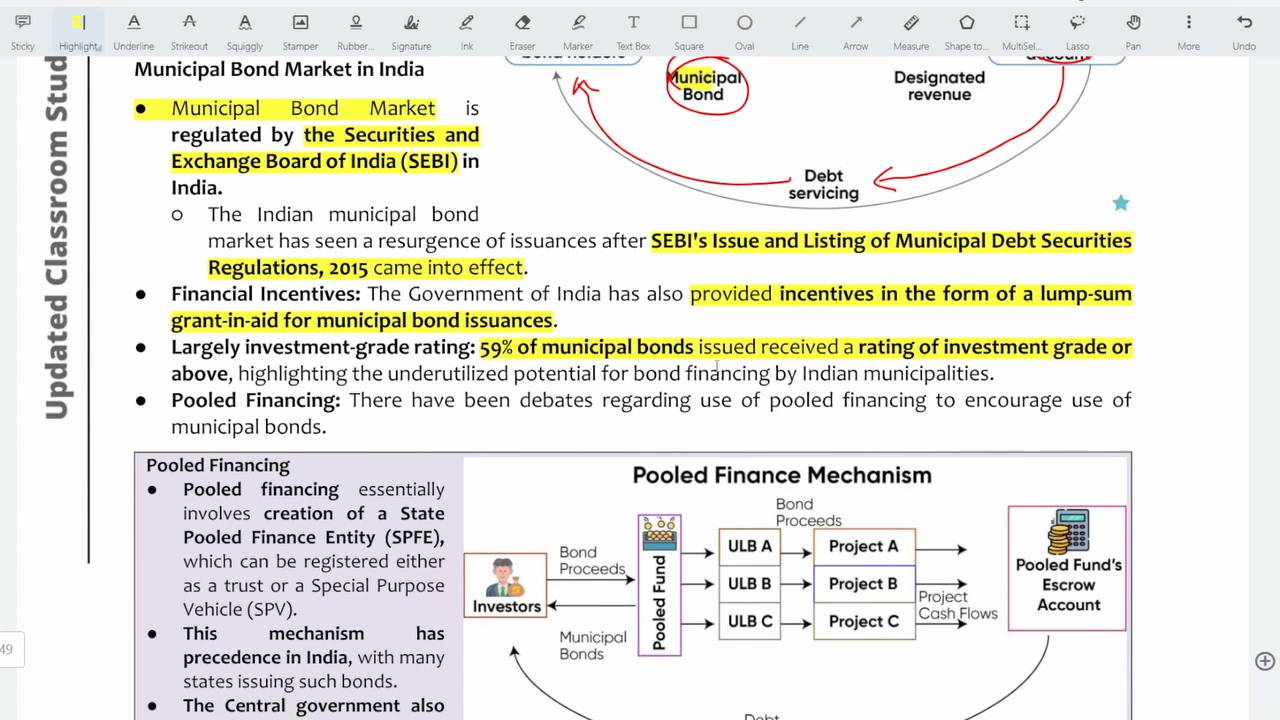 Sticky
Highlight
Underline
Strikeout
Squiggly
Stamper
Rubber...
Signature
Ink
Eraser
Marker
Text Box
Square
Oval
Line
Arrow
Measure
Shape to...
MultiSel...
Lasso
Pan
More
Undo
Updated Classroom Stud
bond holders
account
Municipal
Bond
Designated
revenue
Debt
servicing
Municipal Bond Market in India
● Municipal Bond Market is
regulated by the Securities and
Exchange Board of India (SEBI) in
India.
○ The Indian municipal bond
market has seen a resurgence of issuances after SEBI's Issue and Listing of Municipal Debt Securities
Regulations, 2015 came into effect.
● Financial Incentives: The Government of India has also provided incentives in the form of a lump-sum
grant-in-aid for municipal bond issuances.
● Largely investment-grade rating: 59% of municipal bonds issued received a rating of investment grade or
above, highlighting the underutilized potential for bond financing by Indian municipalities.
● Pooled Financing: There have been debates regarding use of pooled financing to encourage use of
municipal bonds.
Pooled Financing
● Pooled financing essentially
involves creation of a State
Pooled Finance Entity (SPFE),
which can be registered either
as a trust or a Special Purpose
Vehicle (SPV).
● This mechanism has
precedence in India, with many
states issuing such bonds.
● The Central government also
Pooled Finance Mechanism
Investors
Bond
Proceeds
Municipal
Bonds
Pooled Fund
ULB A
ULB B
ULB C
Bond
Proceeds
Project A
Project B
Project C
Project
Cash Flows
Pooled Fund's
Escrow
Account
Debt
49